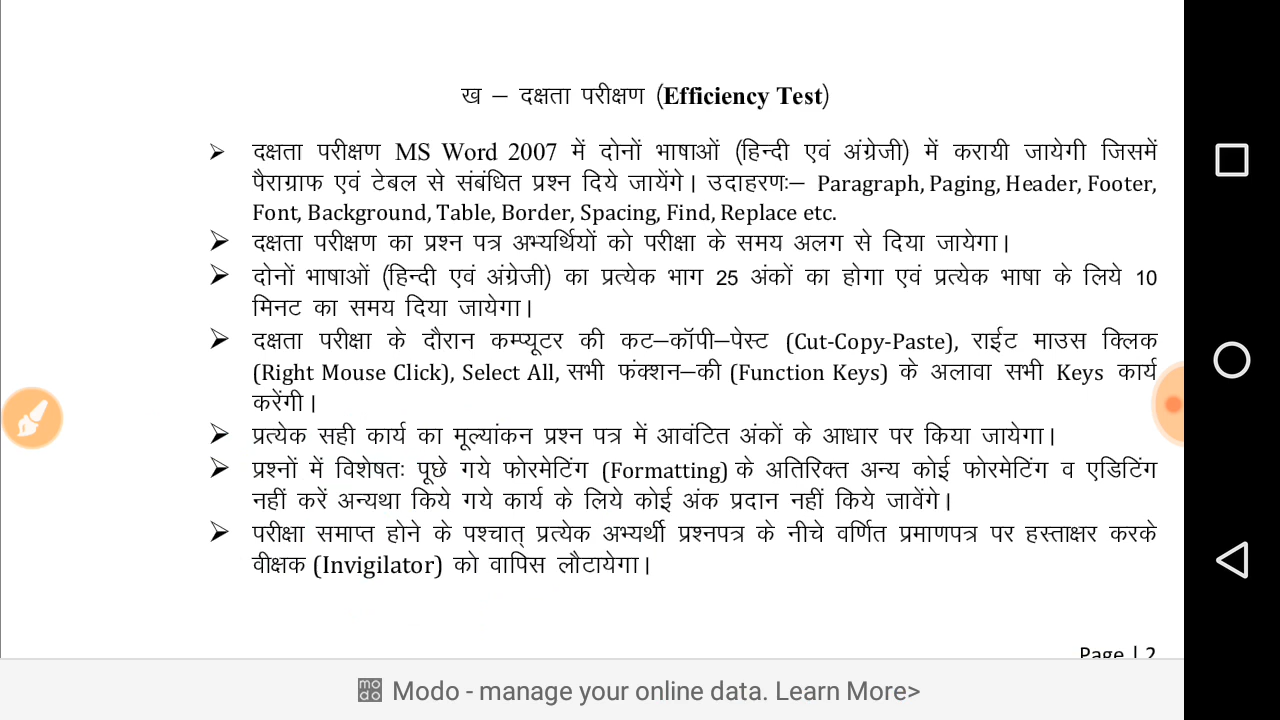 ख – दक्षता परीक्षण (Efficiency Test)
➢ दक्षता परीक्षण MS Word 2007 में दोनों भाषाओं (हिन्दी एवं अंग्रेजी) में करायी जायेगी जिसमें
पैराग्राफ एवं टेबल से संबंधित प्रश्न दिये जायेंगे। उदाहरणः– Paragraph, Paging, Header, Footer,
Font, Background, Table, Border, Spacing, Find, Replace etc.
➢ दक्षता परीक्षण का प्रश्न पत्र अभ्यर्थियों को परीक्षा के समय अलग से दिया जायेगा।
➢ दोनों भाषाओं (हिन्दी एवं अंग्रेजी) का प्रत्येक भाग 25 अंकों का होगा एवं प्रत्येक भाषा के लिये 10
मिनट का समय दिया जायेगा।
➢ दक्षता परीक्षा के दौरान कम्प्यूटर की कट–कॉपी–पेस्ट (Cut-Copy-Paste), राईट माउस क्लिक
(Right Mouse Click), Select All, सभी फंक्शन–की (Function Keys) के अलावा सभी Keys कार्य
करेंगी।
➢ प्रत्येक सही कार्य का मूल्यांकन प्रश्न पत्र में आवंटित अंकों के आधार पर किया जायेगा।
➢ प्रश्नों में विशेषतः पूछे गये फोरमेटिंग (Formatting) के अतिरिक्त अन्य कोई फोरमेटिंग व एडिटिंग
नहीं करें अन्यथा किये गये कार्य के लिये कोई अंक प्रदान नहीं किये जावेंगे।
➢ परीक्षा समाप्त होने के पश्चात् प्रत्येक अभ्यर्थी प्रश्नपत्र के नीचे वर्णित प्रमाणपत्र पर हस्ताक्षर करके
वीक्षक (Invigilator) को वापिस लौटायेगा।
Page | 2
modo Modo - manage your online data. Learn More>